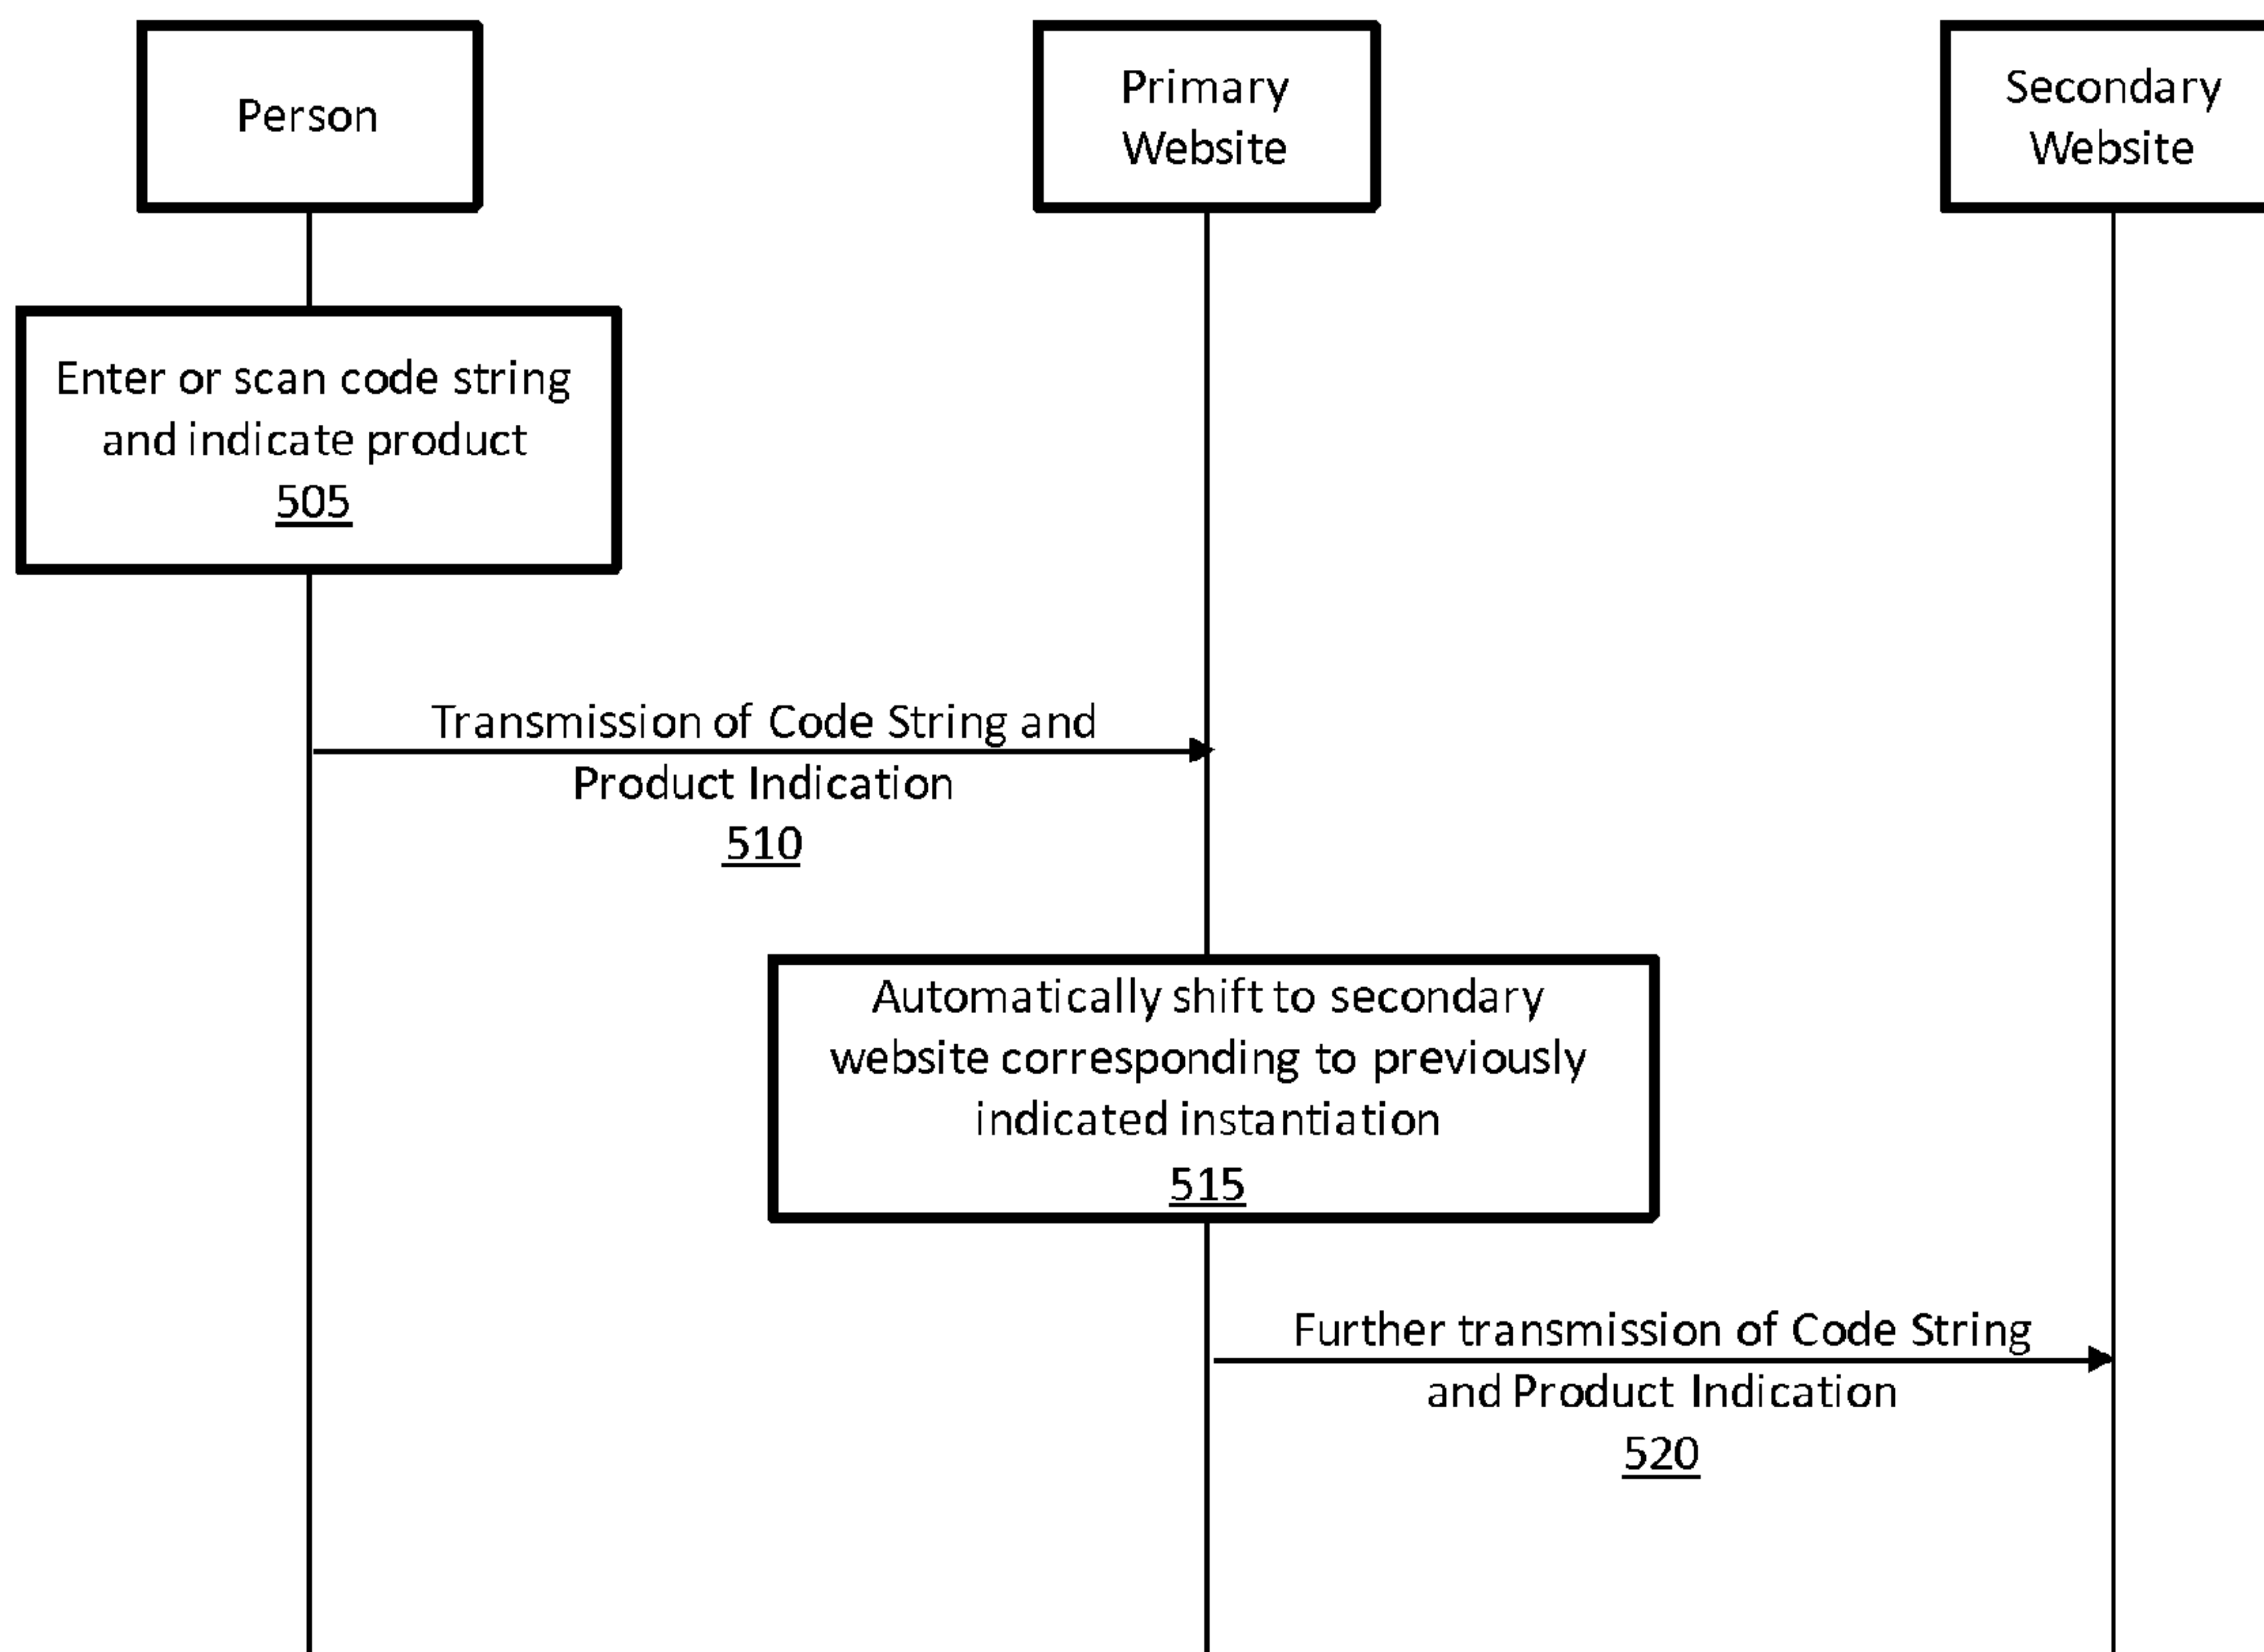 Person
Primary
Website
Secondary
Website
Enter or scan code string
and indicate product
505
Transmission of Code String and
Product Indication
510
Automatically shift to secondary
website corresponding to previously
indicated instantiation
515
Further transmission of Code String
and Product Indication
520